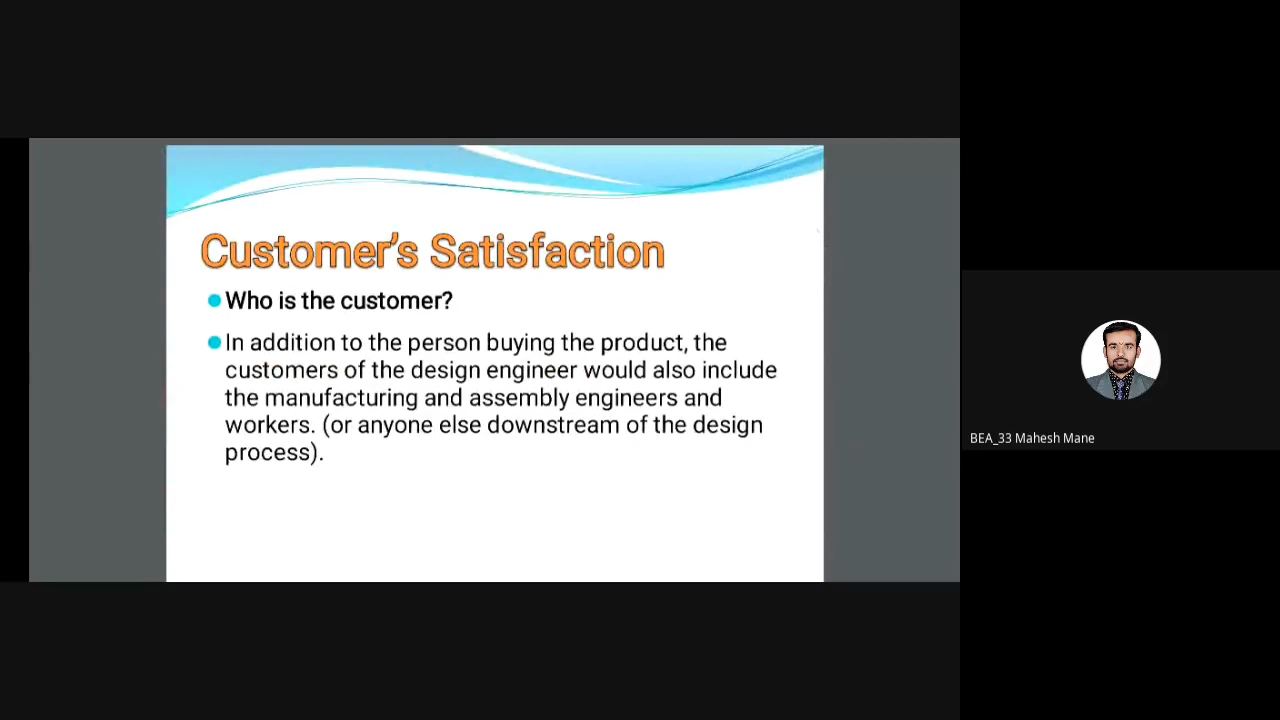 Customer's Satisfaction
Who is the customer?
In addition to the person buying the product, the
customers of the design engineer would also include
the manufacturing and assembly engineers and
workers. (or anyone else downstream of the design
process).
BEA_33 Mahesh Mane